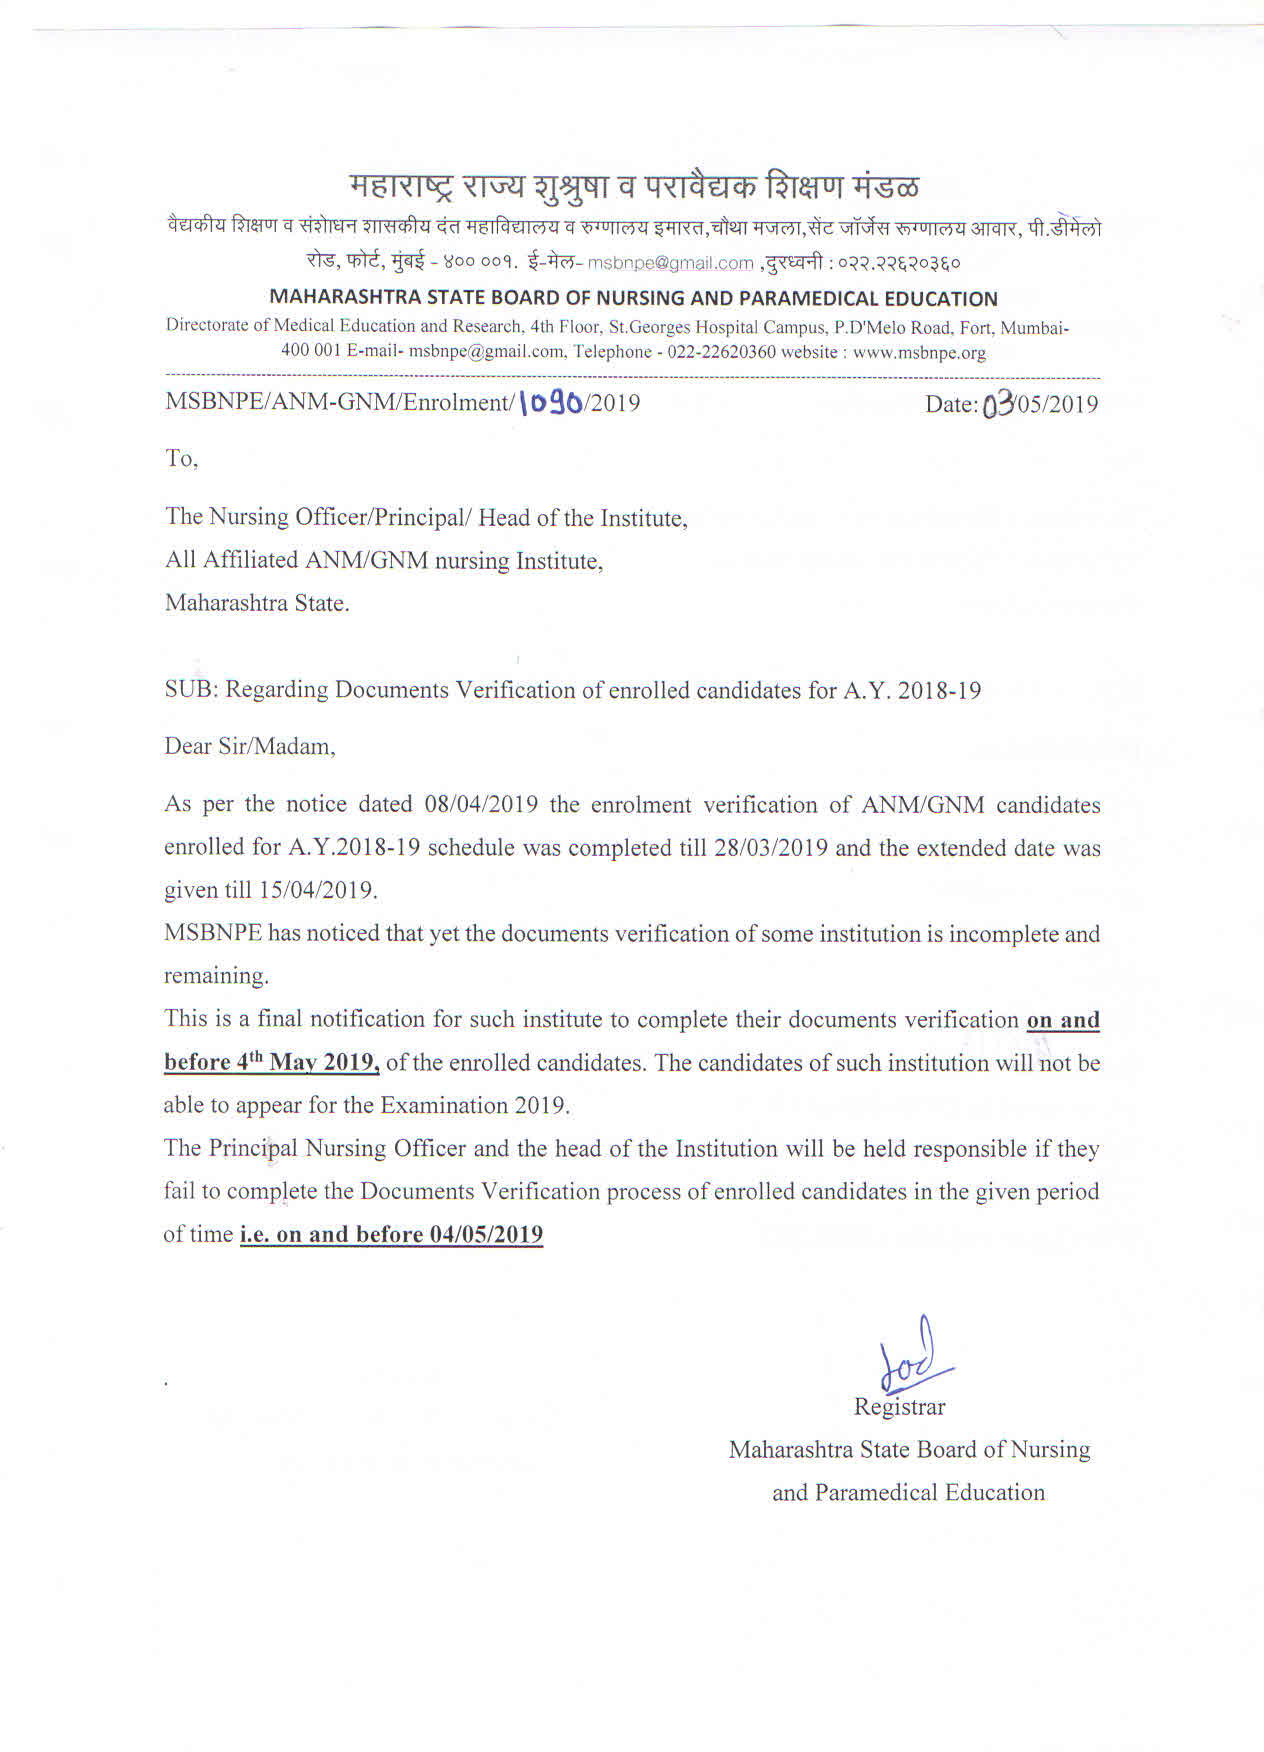 महाराष्ट्र राज्य शुश्रुषा व परावैद्यक शिक्षण मंडळ
वैद्यकीय शिक्षण व संशोधन शासकीय दंत महाविद्यालय व रुग्णालय इमारत,चौथा मजला,सेंट जॉर्जेस रूग्णालय आवार, पी.डीमेलो
रोड, फोर्ट, मुंबई - ४०० ००१. ई-मेल- msbnpe@gmail.com ,दुरध्वनी : ०२२.२२६२०३६०
MAHARASHTRA STATE BOARD OF NURSING AND PARAMEDICAL EDUCATION
Directorate of Medical Education and Research, 4th Floor, St.Georges Hospital Campus, P.D'Melo Road, Fort, Mumbai-
400 001 E-mail- msbnpe@gmail.com, Telephone - 022-22620360 website : www.msbnpe.org
MSBNPE/ANM-GNM/Enrolment/1090/2019 Date:03/05/2019
To,
The Nursing Officer/Principal/ Head of the Institute,
All Affiliated ANM/GNM nursing Institute,
Maharashtra State.
SUB: Regarding Documents Verification of enrolled candidates for A.Y. 2018-19
Dear Sir/Madam,
As per the notice dated 08/04/2019 the enrolment verification of ANM/GNM candidates
enrolled for A.Y.2018-19 schedule was completed till 28/03/2019 and the extended date was
given till 15/04/2019.
MSBNPE has noticed that yet the documents verification of some institution is incomplete and
remaining.
This is a final notification for such institute to complete their documents verification on and
before 4th May 2019, of the enrolled candidates. The candidates of such institution will not be
able to appear for the Examination 2019.
The Principal Nursing Officer and the head of the Institution will be held responsible if they
fail to complete the Documents Verification process of enrolled candidates in the given period
of time i.e. on and before 04/05/2019
Registrar
Maharashtra State Board of Nursing
and Paramedical Education